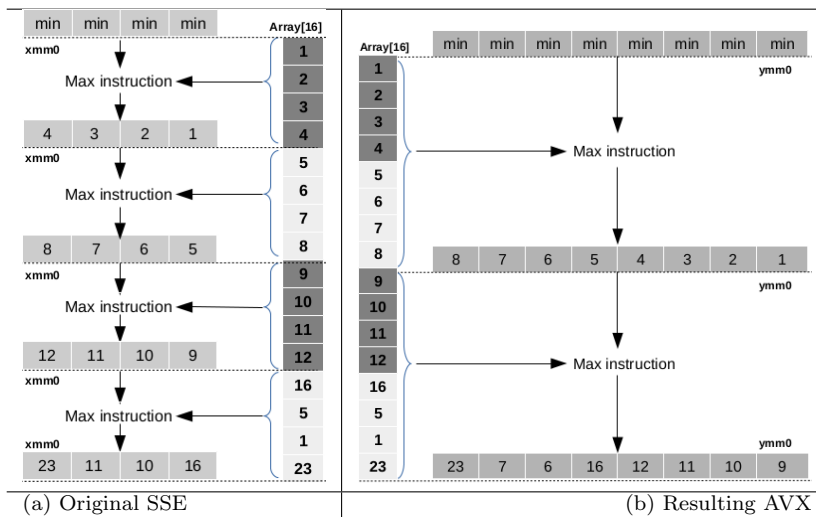 min min min min
Array[16]
xmm0
1
Max instruction
2
3
4 3 2 1
4
xmm0
5
Max instruction
6
7
8 7 6 5
8
xmm0
9
Max instruction
10
11
12 11 10 9
12
xmm0
16
Max instruction
5
xmm0
1
23 11 10 16
23
(a) Original SSE
min min min min min min min min
Array[16]
ymm0
1
2
3
4
Max instruction
5
6
7
8
8 7 6 5 4 3 2 1
9
ymm0
10
11
12
Max instruction
16
5
1
ymm0
23
23 7 6 16 12 11 10 9
(b) Resulting AVX